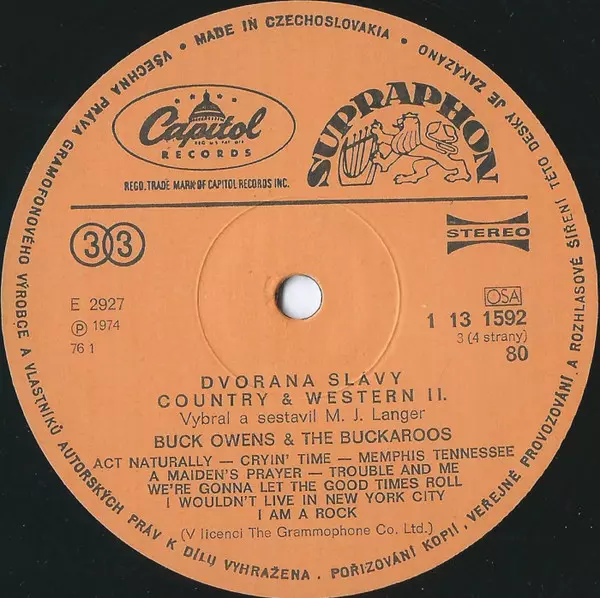 VŠECHNA PRÁVA GRAMOFONOVÉHO VÝROBCE A VLASTNÍKŮ AUTORSKÝCH PRÁV K DÍLU VYHRAŽENA . POŘIZOVÁNÍ KOPIÍ, VEŘEJNÉ PROVOZOVÁNÍ A ROZHLASOVÉ ŠÍŘENÍ TÉTO DESKY JE ZAKÁZÁNO • MADE IN CZECHOSLOVAKIA •
Capitol
RECORDS
REGD. TRADE MARK OF CAPITOL RECORDS INC.
SUPRAPHON
33
STEREO
E 2927
OSA
Ⓟ 1974
1 13 1592
76 1
3 (4 strany)
80
DVORANA SLÁVY
COUNTRY & WESTERN II.
Vybral a sestavil M. J. Langer
BUCK OWENS & THE BUCKAROOS
ACT NATURALLY — CRYIN' TIME — MEMPHIS TENNESSEE
A MAIDEN'S PRAYER — TROUBLE AND ME
WE'RE GONNA LET THE GOOD TIMES ROLL
I WOULDN'T LIVE IN NEW YORK CITY
I AM A ROCK
(V licenci The Grammophone Co. Ltd.)